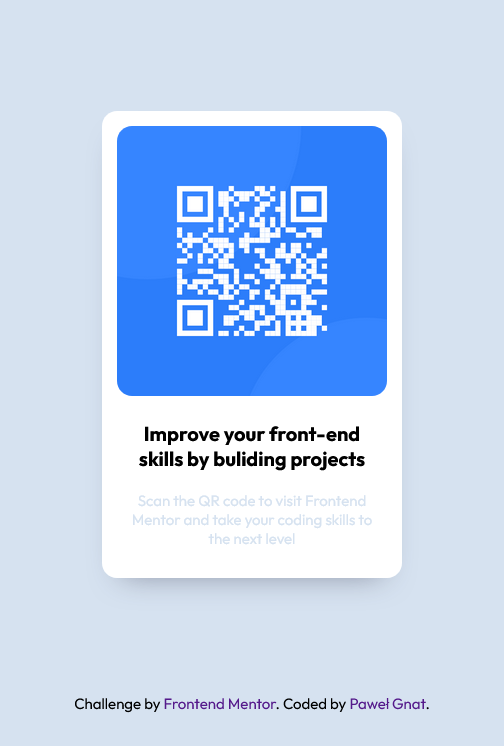 Improve your front-end
skills by buliding projects
Scan the QR code to visit Frontend
Mentor and take your coding skills to
the next level
Challenge by Frontend Mentor. Coded by Paweł Gnat.